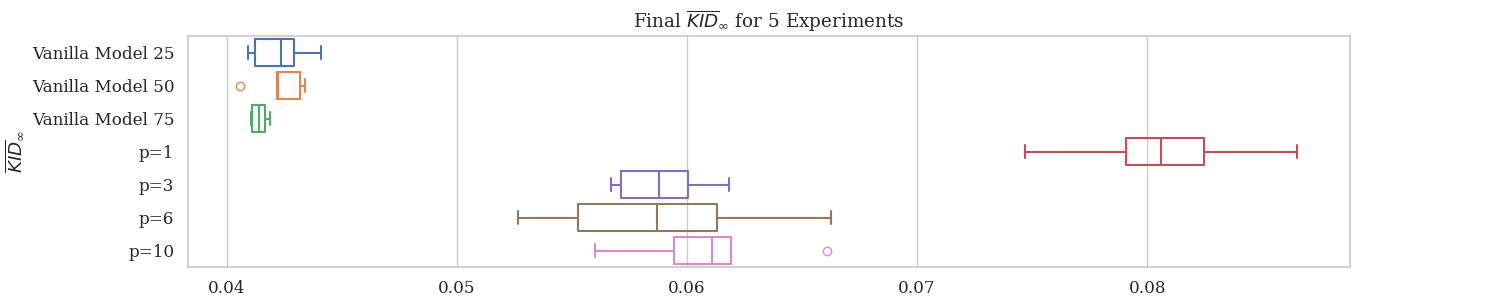 Final $\overline{KID}_\infty$ for 5 Experiments
$\overline{KID}_\infty$
Vanilla Model 25
Vanilla Model 50
Vanilla Model 75
p=1
p=3
p=6
p=10
0.04 0.05 0.06 0.07 0.08